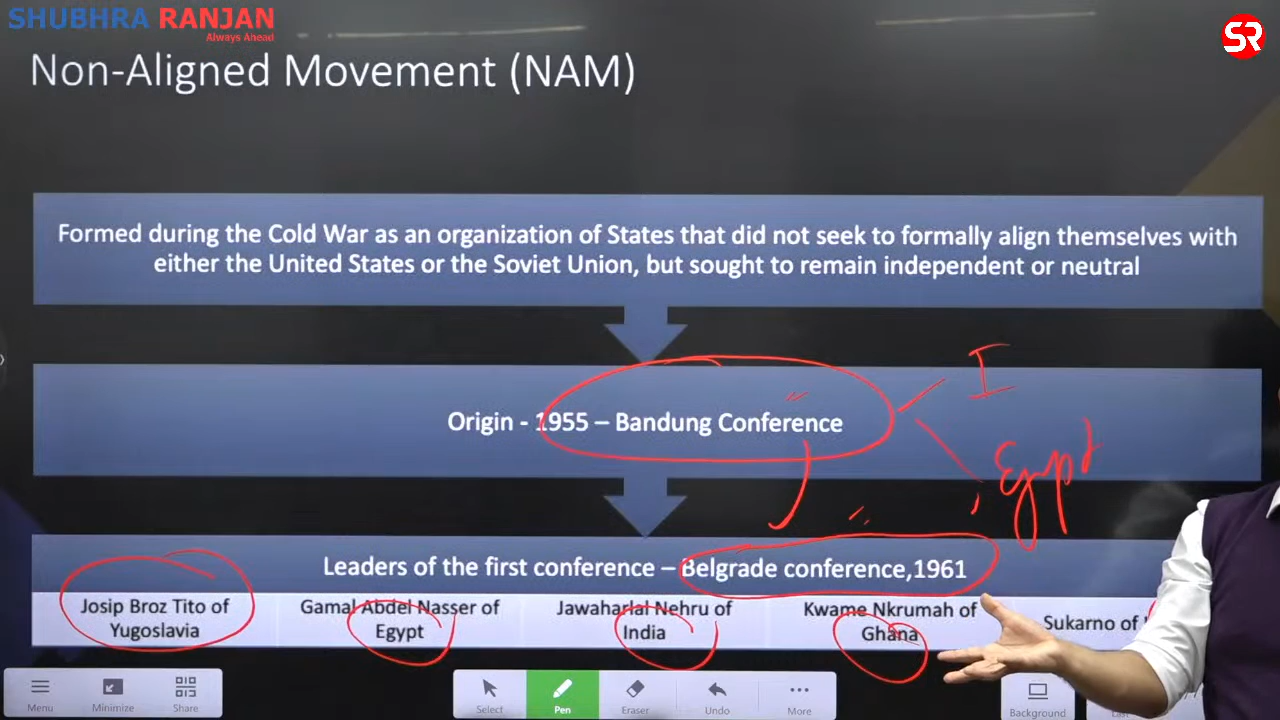 SHUBHRA RANJAN
Always Ahead
SR
Non-Aligned Movement (NAM)
Formed during the Cold War as an organization of States that did not seek to formally align themselves with
either the United States or the Soviet Union, but sought to remain independent or neutral
I
Origin - 1955 – Bandung Conference
Egypt
Leaders of the first conference – Belgrade conference,1961
Josip Broz Tito of
Yugoslavia
Gamal Abdel Nasser of
Egypt
Jawaharlal Nehru of
India
Kwame Nkrumah of
Ghana
Sukarno of
Menu
Minimize
Share
Select
Pen
Eraser
Undo
More
Background